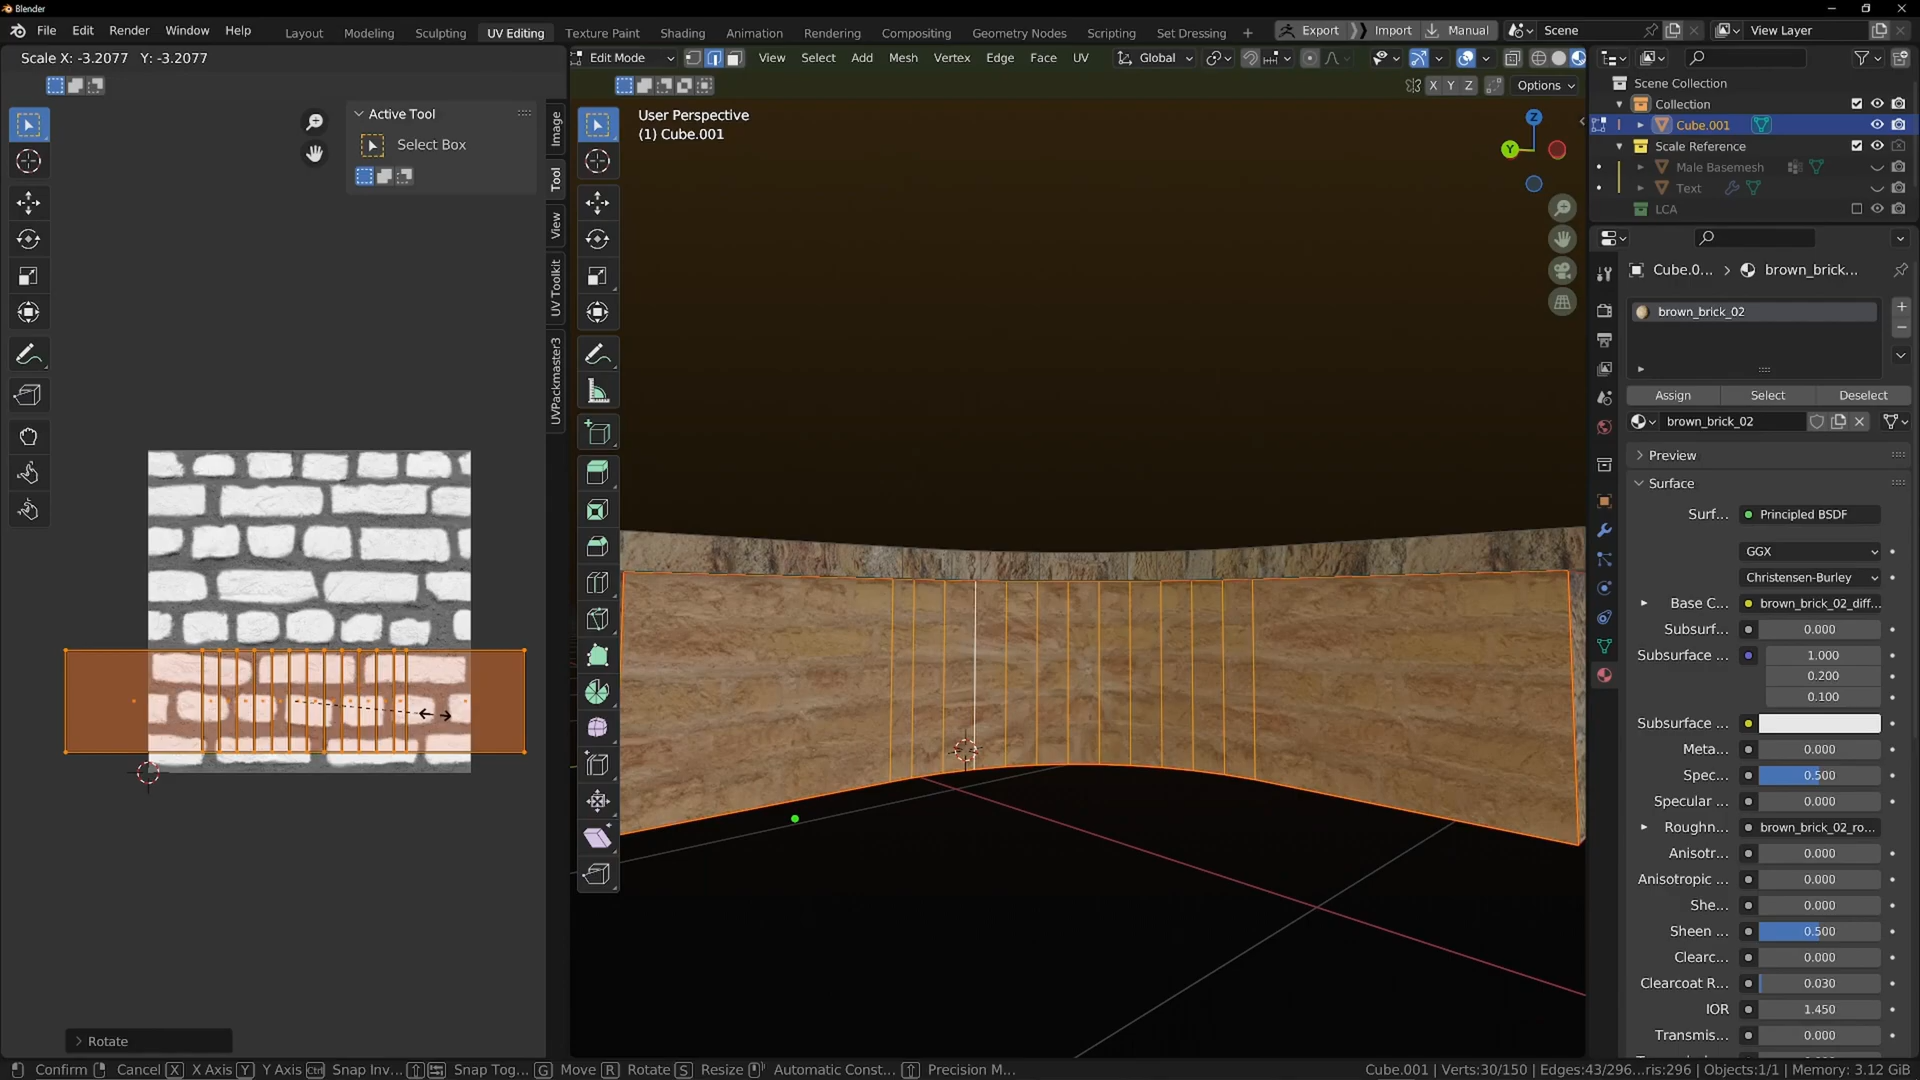 Blender
File Edit Render Window Help
Layout Modeling Sculpting UV Editing Texture Paint Shading Animation Rendering Compositing Geometry Nodes Scripting Set Dressing +
Export Import Manual
Scene
View Layer
Scale X: -3.2077 Y: -3.2077
Edit Mode View Select Add Mesh Vertex Edge Face UV Global
X Y Z Options
Active Tool
Select Box
Image
Tool
View
UV Toolkit
UVPackmaster3
User Perspective
(1) Cube.001
Z
Y
Scene Collection
Collection
Cube.001
Scale Reference
Male Basemesh
Text
LCA
Cube.0... > brown_brick...
brown_brick_02
Assign Select Deselect
brown_brick_02
Preview
Surface
Surf... Principled BSDF
GGX
Christensen-Burley
Base C... brown_brick_02_diff...
Subsurf... 0.000
Subsurface ... 1.000
0.200
0.100
Subsurface ...
Meta... 0.000
Spec... 0.500
Specular ... 0.000
Roughn... brown_brick_02_ro...
Anisotr... 0.000
Anisotropic ... 0.000
She... 0.000
Sheen ... 0.500
Clearc... 0.000
Clearcoat R... 0.030
IOR 1.450
Transmis... 0.000
Rotate
Confirm Cancel X X Axis Y Y Axis Ctrl Snap Inv... Snap Tog... G Move R Rotate S Resize Automatic Const... Precision M...
Cube.001 | Verts:30/150 | Edges:43/296...ris:296 | Objects:1/1 | Memory: 3.12 GiB